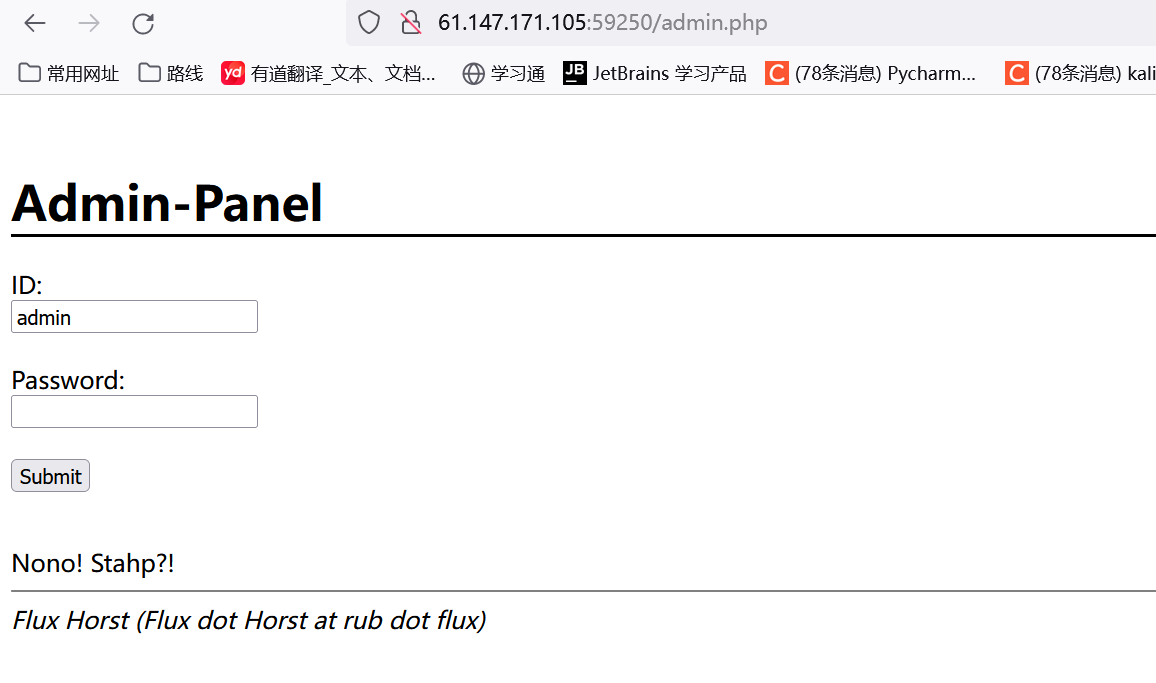 61.147.171.105:59250/admin.php
常用网址 路线 yd 有道翻译_文本、文档... 学习通 JB JetBrains 学习产品 C (78条消息) Pycharm... C (78条消息) kali
Admin-Panel
ID:
admin
Password:
Submit
Nono! Stahp?!
Flux Horst (Flux dot Horst at rub dot flux)